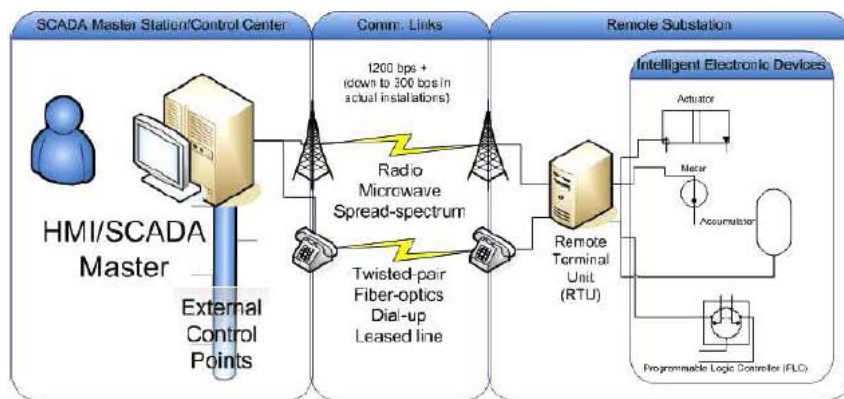 SCADA Master Station/Control Center
HMI/SCADA
Master
External
Control
Points
Comm. Links
1200 bps +
(down to 300 bps in
actual installations)
Radio
Microwave
Spread-spectrum
Twisted-pair
Fiber-optics
Dial-up
Leased line
Remote Substation
Remote
Terminal
Unit
(RTU)
Intelligent Electronic Devices
Actuator
Meter
Accumulator
Programmable Logic Controller (PLC)